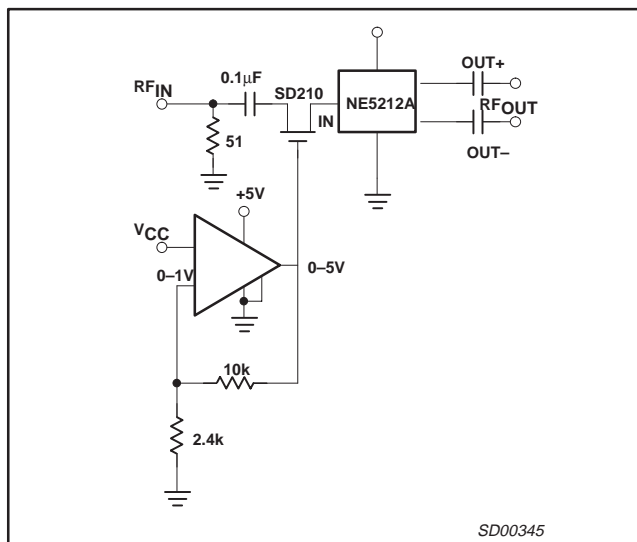 OUT+
0.1μF
RFIN
SD210
NE5212A
RFOUT
IN
51
OUT–
+5V
VCC
0–1V
0–5V
10k
2.4k
SD00345